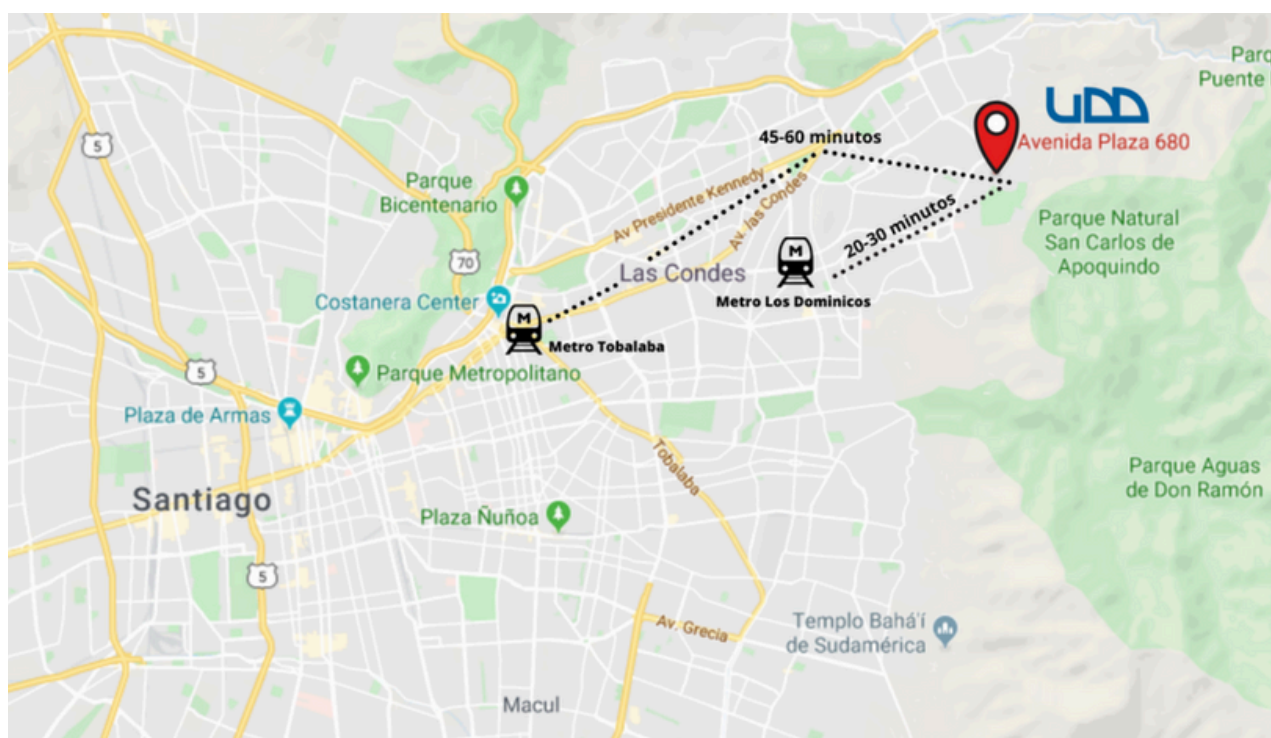 Parq
Puente
5
UDD
Avenida Plaza 680
45-60 minutos
Parque
Bicentenario
Av Presidente Kennedy
Av. las Condes
20-30 minutos
Parque Natural
San Carlos de
Apoquindo
70
M
Las Condes
Metro Los Dominicos
Costanera Center
M
Metro Tobalaba
5
Parque Metropolitano
Plaza de Armas
Tobalaba
Parque Aguas
de Don Ramón
Santiago
Plaza Ñuñoa
5
Av. Grecia
Templo Bahá'í
de Sudamérica
Macul